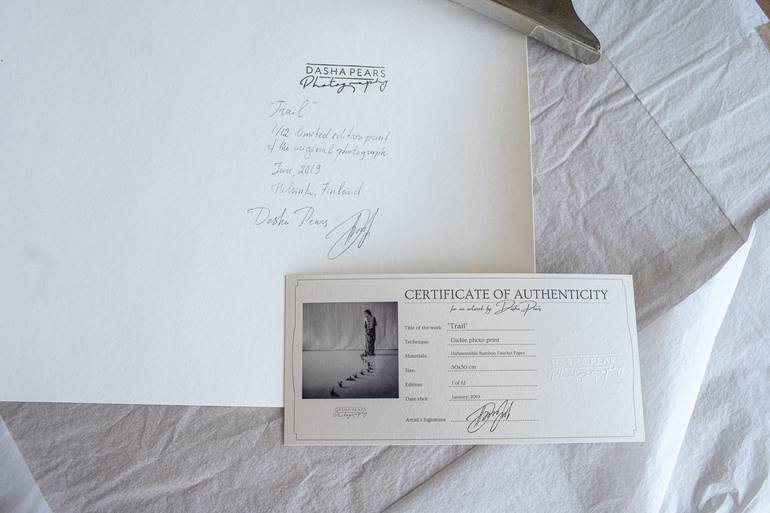 DASHA PEARS
Photography
"Trail"
1/12 limited edition print
of the original photograph
Jan, 2019
Helsinki, Finland
Dasha Pears
CERTIFICATE OF AUTHENTICITY
for an artwork by Dasha Pears
Title of the work: "Trail"
Technique: Giclée photo print
Materials: Hahnemühle Bamboo FineArt Paper
Size: 50x50 cm
Edition: 1 of 12
Date shot: January, 2019
Artist's Signature
DASHA PEARS
Photography
DASHA PEARS
Photography